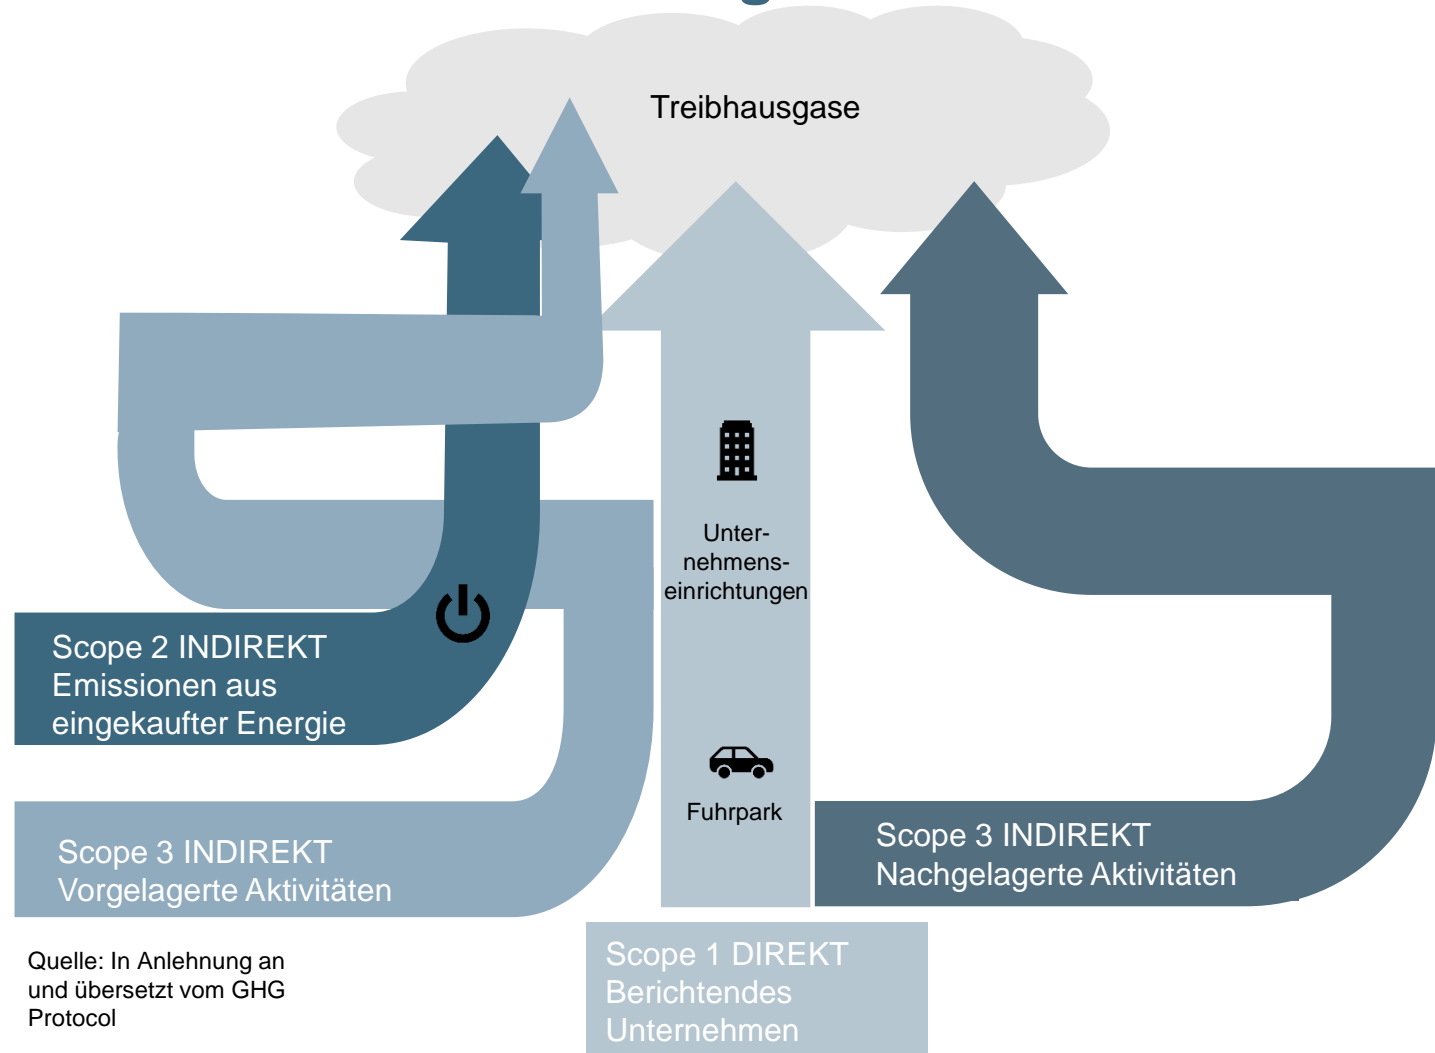 Treibhausgase
Unter-
nehmens-
einrichtungen
Fuhrpark
Scope 2 INDIREKT
Emissionen aus
eingekaufter Energie
Scope 3 INDIREKT
Vorgelagerte Aktivitäten
Scope 3 INDIREKT
Nachgelagerte Aktivitäten
Scope 1 DIREKT
Berichtendes
Unternehmen
Quelle: In Anlehnung an
und übersetzt vom GHG
Protocol